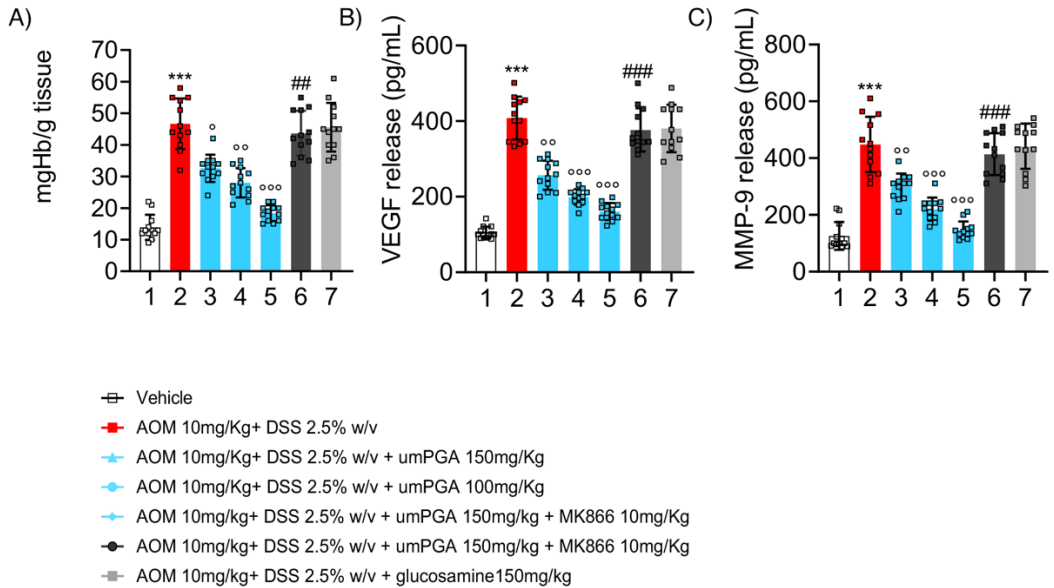 A)
mgHb/g tissue
70
60
50
40
30
20
10
0
***
°
°°
°°°°
##
1 2 3 4 5 6 7
B)
VEGF release (pg/mL)
600
400
200
0
***
°°
°°°°
°°°°
###
1 2 3 4 5 6 7
C)
MMP-9 release (pg/mL)
800
600
400
200
0
***
°°
°°°
°°°°
###
1 2 3 4 5 6 7
Vehicle
AOM 10mg/Kg+ DSS 2.5% w/v
AOM 10mg/Kg+ DSS 2.5% w/v + umPGA 150mg/Kg
AOM 10mg/Kg+ DSS 2.5% w/v + umPGA 100mg/Kg
AOM 10mg/kg+ DSS 2.5% w/v + umPGA 150mg/kg + MK866 10mg/Kg
AOM 10mg/kg+ DSS 2.5% w/v + umPGA 150mg/kg + MK866 10mg/Kg
AOM 10mg/kg+ DSS 2.5% w/v + glucosamine150mg/kg